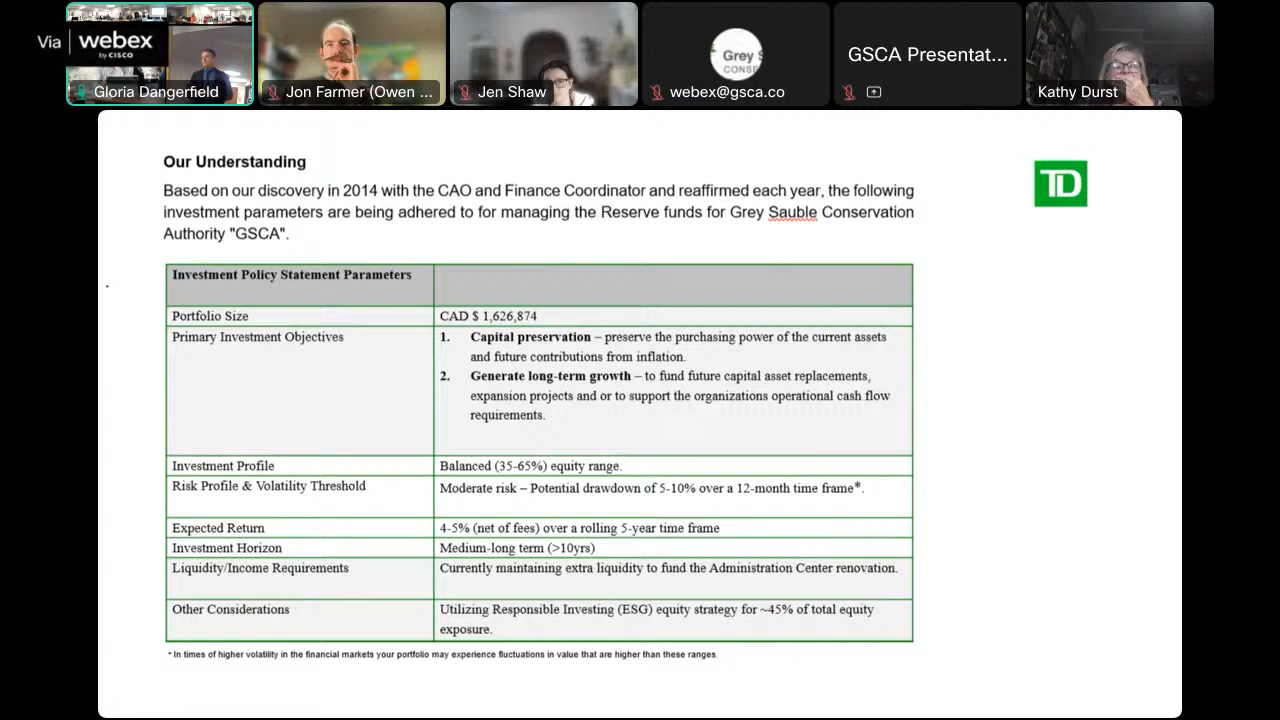 Via webex
by CISCO
Gloria Dangerfield
Jon Farmer (Owen ...
Jen Shaw
Grey S
CONSE
webex@gsca.co
GSCA Presentat...
Kathy Durst
Our Understanding
TD
Based on our discovery in 2014 with the CAO and Finance Coordinator and reaffirmed each year, the following
investment parameters are being adhered to for managing the Reserve funds for Grey Sauble Conservation
Authority "GSCA".
Investment Policy Statement Parameters
Portfolio Size
CAD $ 1,626,874
Primary Investment Objectives
1. Capital preservation – preserve the purchasing power of the current assets
and future contributions from inflation.
2. Generate long-term growth – to fund future capital asset replacements,
expansion projects and or to support the organizations operational cash flow
requirements.
Investment Profile
Balanced (35-65%) equity range.
Risk Profile & Volatility Threshold
Moderate risk – Potential drawdown of 5-10% over a 12-month time frame*.
Expected Return
4-5% (net of fees) over a rolling 5-year time frame
Investment Horizon
Medium-long term (>10yrs)
Liquidity/Income Requirements
Currently maintaining extra liquidity to fund the Administration Center renovation.
Other Considerations
Utilizing Responsible Investing (ESG) equity strategy for ~45% of total equity
exposure.
* In times of higher volatility in the financial markets your portfolio may experience fluctuations in value that are higher than these ranges.